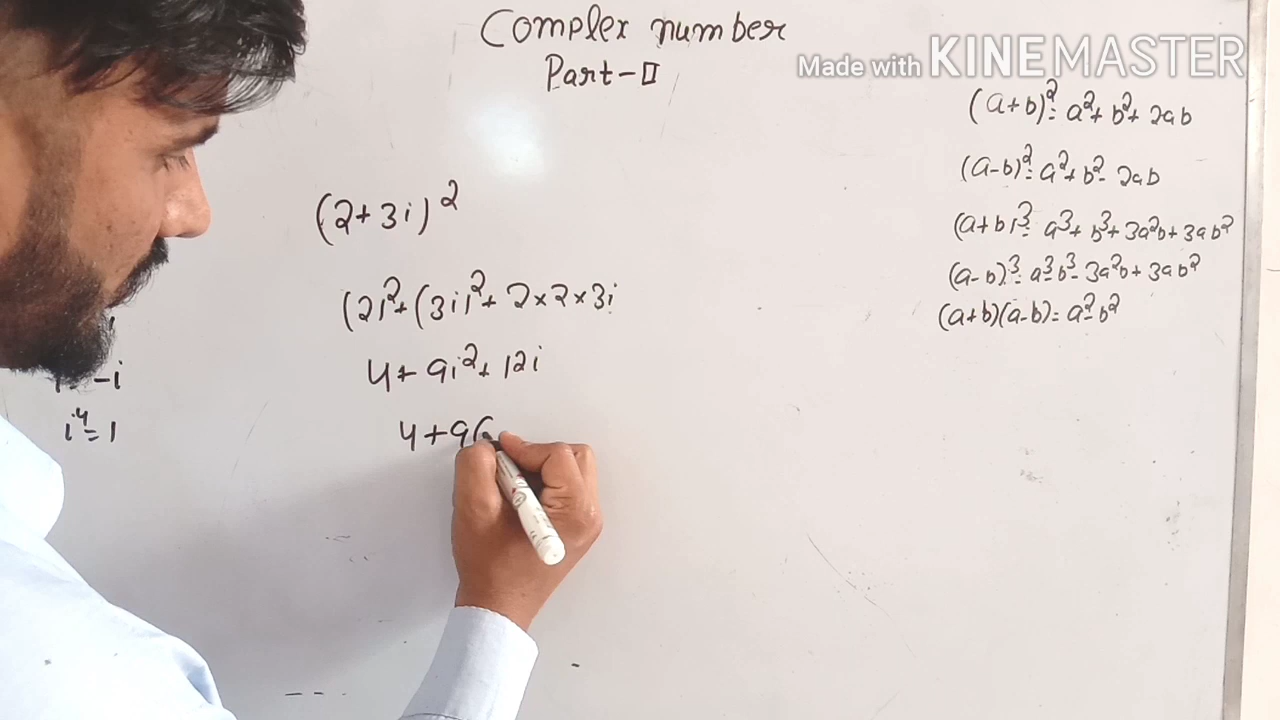 Complex number
Part-II
Made with KINEMASTER
(2+3i)²
(2)²+(3i)²+2×2×3i
4+9i²+12i
4+9(
-i
i⁴=1
(a+b)²=a²+b²+2ab
(a-b)²=a²+b²-2ab
(a+b)³=a³+b³+3a²b+3ab²
(a-b)³=a³-b³-3a²b+3ab²
(a+b)(a-b)=a²-b²